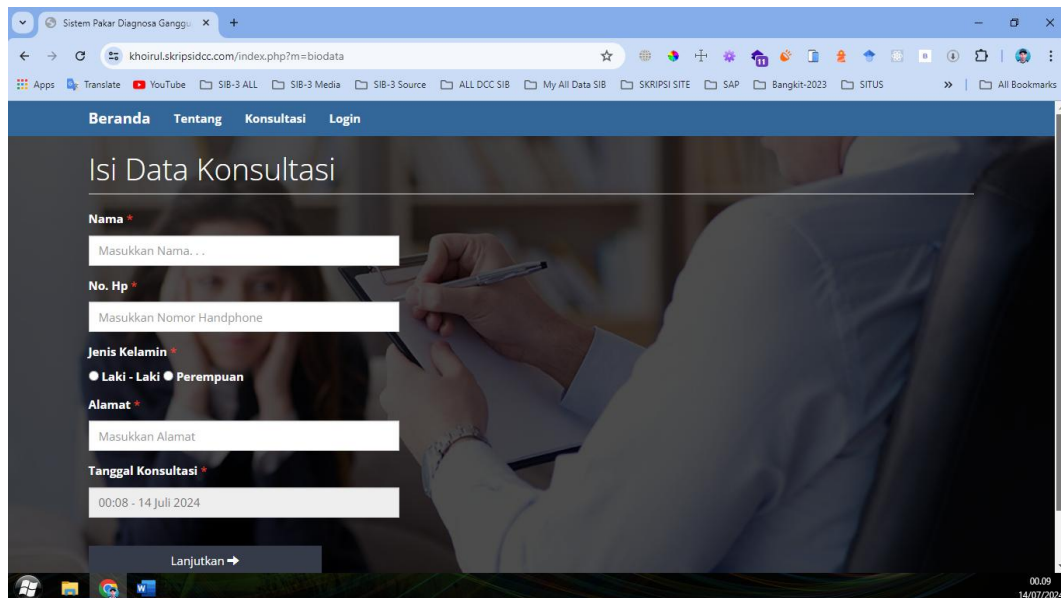 Sistem Pakar Diagnosa Ganggu
khoirul.skripsidcc.com/index.php?m=biodata
11
Apps Translate YouTube SIB-3 ALL SIB-3 Media SIB-3 Source ALL DCC SIB My All Data SIB SKRIPSI SITE SAP Bangkit-2023 SITUS » All Bookmarks
Beranda Tentang Konsultasi Login
Isi Data Konsultasi
Nama *
Masukkan Nama. . .
No. Hp *
Masukkan Nomor Handphone
Jenis Kelamin *
Laki - Laki Perempuan
Alamat *
Masukkan Alamat
Tanggal Konsultasi *
00:08 - 14 Juli 2024
Lanjutkan
00.09
14/07/202